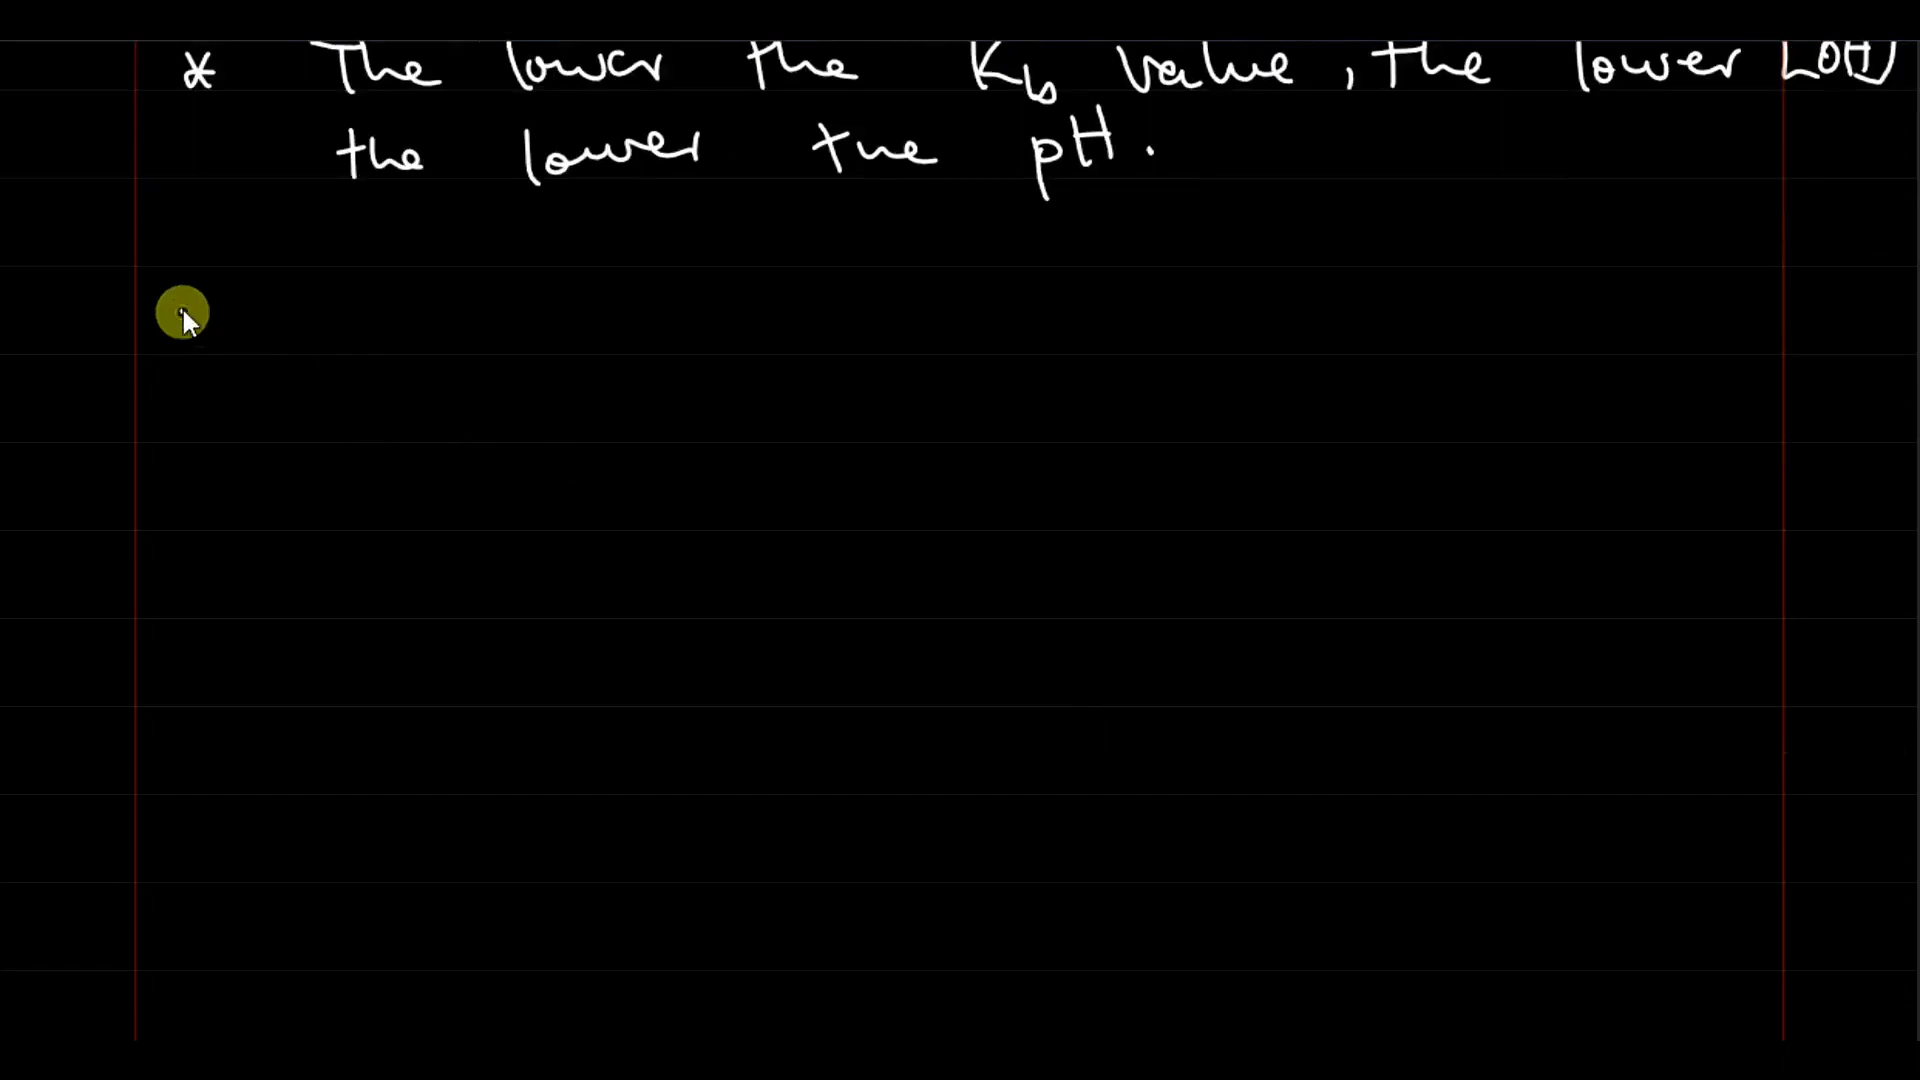 * The lower the Kb value, the lower [OH]
the lower the pH.